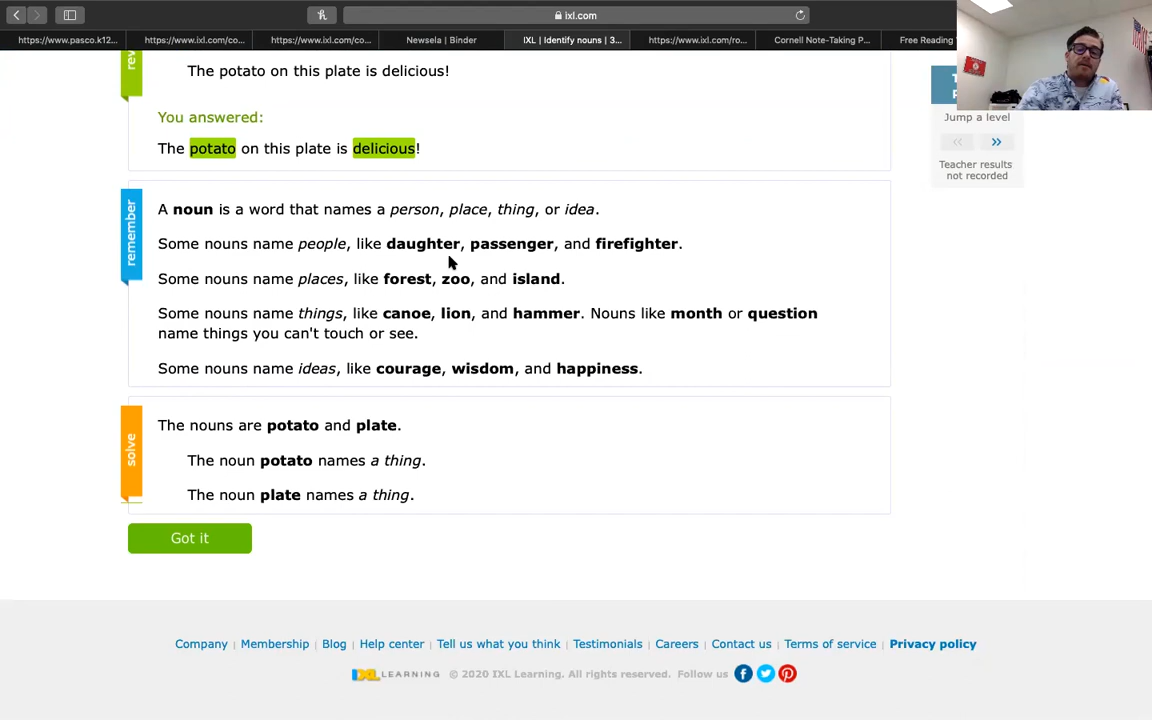 ixl.com
https://www.pasco.k12... https://www.ixl.com/co... https://www.ixl.com/co... Newsela | Binder IXL | Identify nouns | 3... https://www.ixl.com/ro... Cornell Note-Taking P... Free Reading
The potato on this plate is delicious!
You answered:
The potato on this plate is delicious!
Jump a level
Teacher results
not recorded
remember
A noun is a word that names a person, place, thing, or idea.
Some nouns name people, like daughter, passenger, and firefighter.
Some nouns name places, like forest, zoo, and island.
Some nouns name things, like canoe, lion, and hammer. Nouns like month or question
name things you can't touch or see.
Some nouns name ideas, like courage, wisdom, and happiness.
solve
The nouns are potato and plate.
The noun potato names a thing.
The noun plate names a thing.
Got it
Company | Membership | Blog | Help center | Tell us what you think | Testimonials | Careers | Contact us | Terms of service | Privacy policy
IXL LEARNING © 2020 IXL Learning. All rights reserved. Follow us